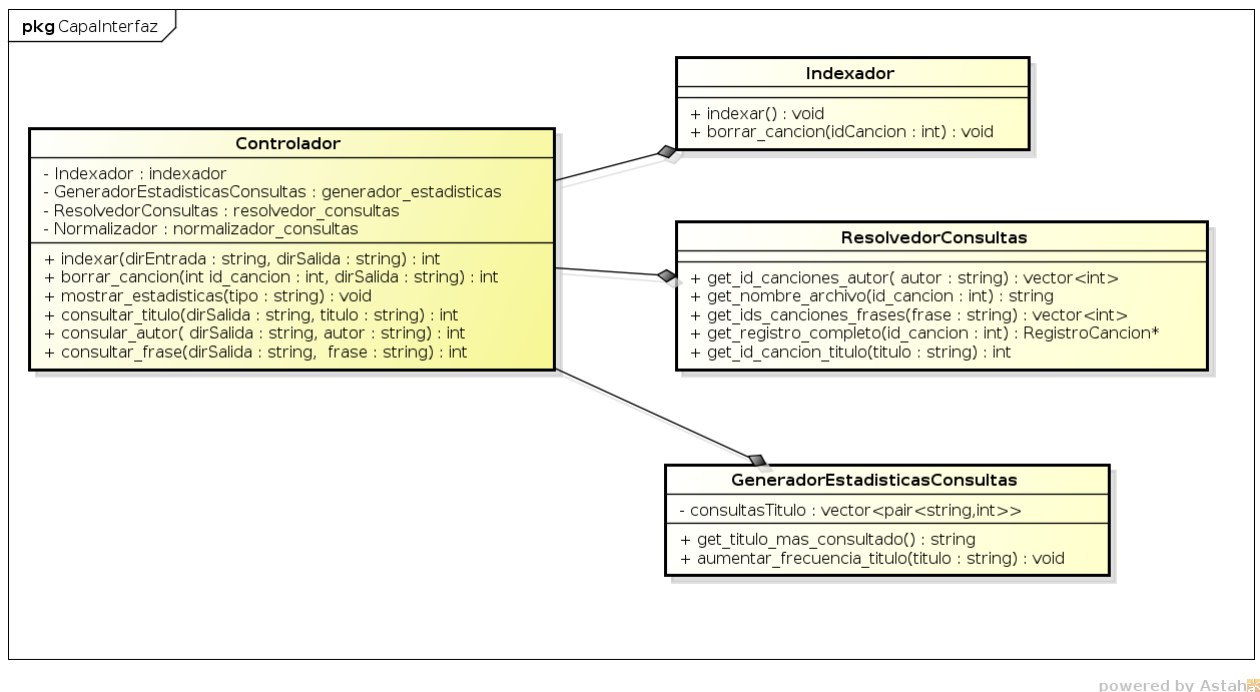 pkg CapaInterfaz
Controlador
- Indexador : indexador
- GeneradorEstadisticasConsultas : generador_estadisticas
- ResolvedorConsultas : resolvedor_consultas
- Normalizador : normalizador_consultas
+ indexar(dirEntrada : string, dirSalida : string) : int
+ borrar_cancion(int id_cancion : int, dirSalida : string) : int
+ mostrar_estadisticas(tipo : string) : void
+ consultar_titulo(dirSalida : string, titulo : string) : int
+ consular_autor( dirSalida : string, autor : string) : int
+ consultar_frase(dirSalida : string, frase : string) : int
Indexador
+ indexar() : void
+ borrar_cancion(idCancion : int) : void
ResolvedorConsultas
+ get_id_canciones_autor( autor : string) : vector<int>
+ get_nombre_archivo(id_cancion : int) : string
+ get_ids_canciones_frases(frase : string) : vector<int>
+ get_registro_completo(id_cancion : int) : RegistroCancion*
+ get_id_cancion_titulo(titulo : string) : int
GeneradorEstadisticasConsultas
- consultasTitulo : vector<pair<string,int>>
+ get_titulo_mas_consultado() : string
+ aumentar_frecuencia_titulo(titulo : string) : void
powered by Astah